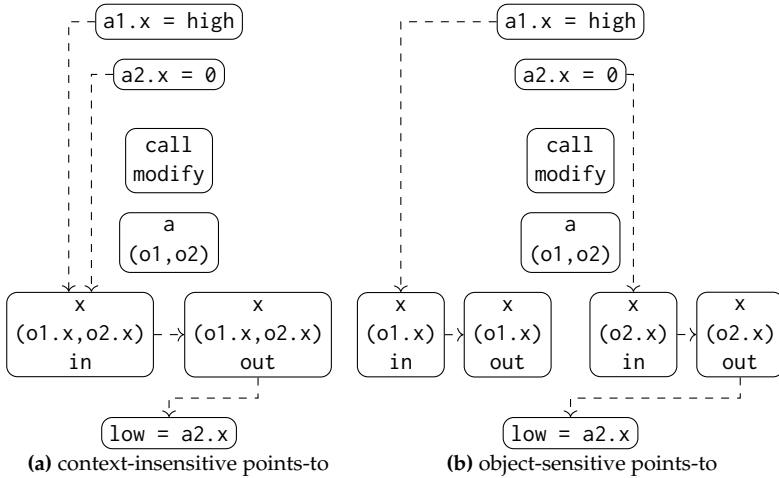 a1.x = high
a2.x = 0
call
modify
a
(o1,o2)
x
(o1.x,o2.x)
in
x
(o1.x,o2.x)
out
low = a2.x
(a) context-insensitive points-to
a1.x = high
a2.x = 0
call
modify
a
(o1,o2)
x
(o1.x)
in
x
(o1.x)
out
x
(o2.x)
in
x
(o2.x)
out
low = a2.x
(b) object-sensitive points-to